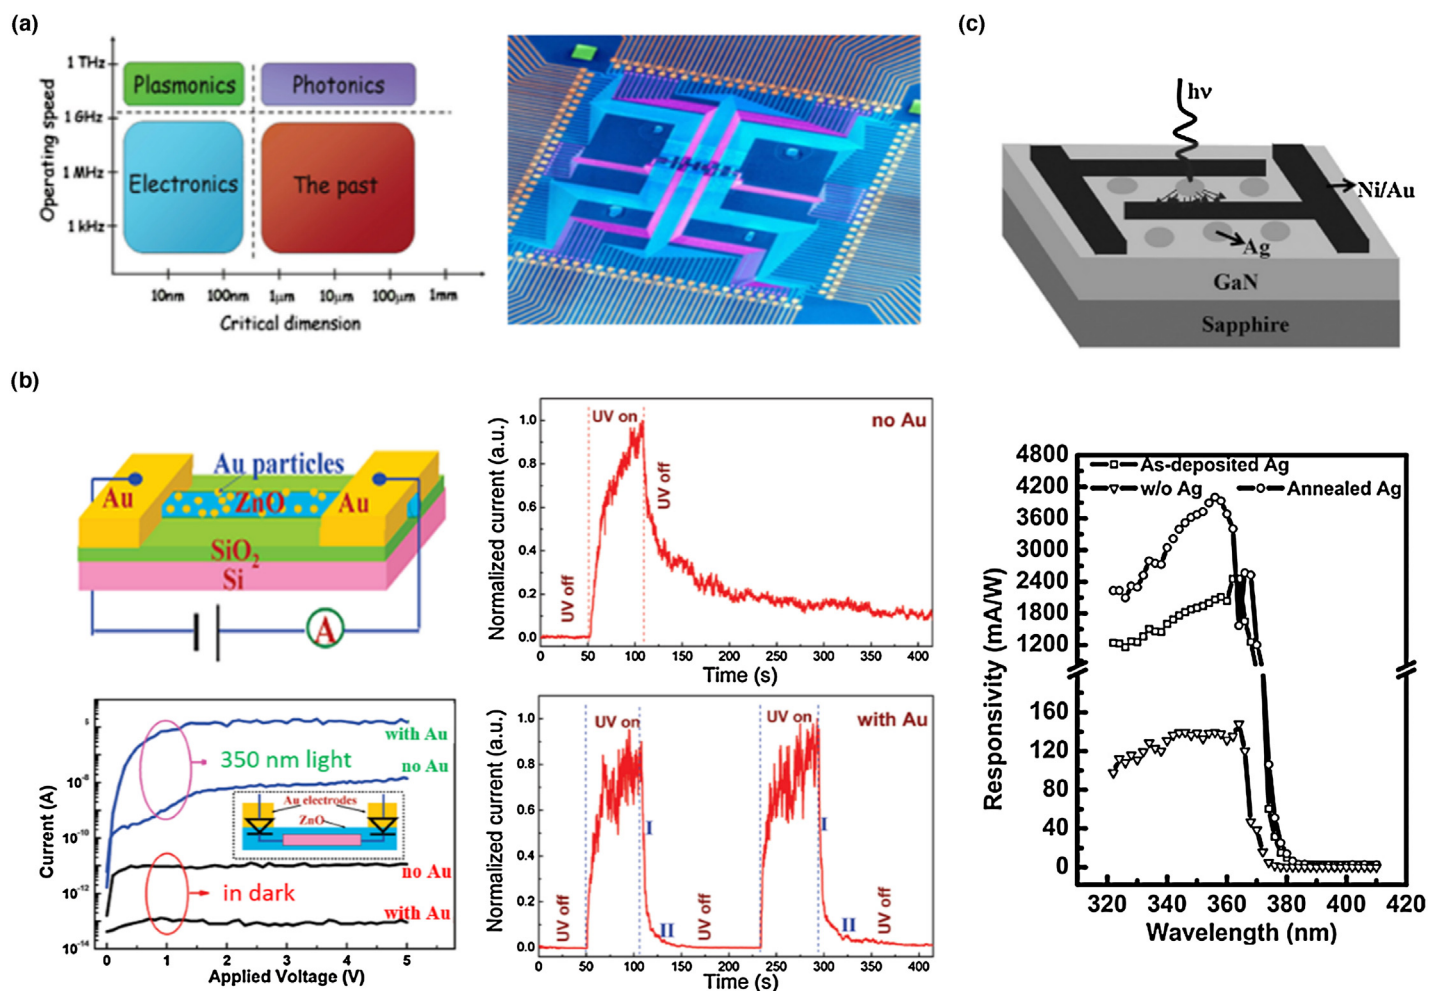 (a)
Operating speed
1 THz
1 GHz
1 MHz
1 kHz
Plasmonics
Photonics
Electronics
The past
10nm 100nm 1μm 10μm 100μm 1mm
Critical dimension
(c)
hν
Ni/Au
Ag
GaN
Sapphire
(b)
Au particles
Au
ZnO
Au
SiO2
Si
A
Normalized current (a.u.)
1.0
0.8
0.6
0.4
0.2
0.0
UV off
UV on
UV off
no Au
0 50 100 150 200 250 300 350 400
Time (s)
Current (A)
10-8
10-10
10-12
10-14
with Au
350 nm light
no Au
Au electrodes
ZnO
no Au
in dark
with Au
0 1 2 3 4 5
Applied Voltage (V)
Normalized current (a.u.)
1.0
0.8
0.6
0.4
0.2
0.0
UV on
UV on
with Au
I
I
UV off
II
UV off
II
UV off
0 50 100 150 200 250 300 350 400
Time (s)
Responsivity (mA/W)
4800
4200
3600
3000
2400
1800
1200
160
120
80
40
0
As-deposited Ag
w/o Ag
Annealed Ag
320 340 360 380 400 420
Wavelength (nm)